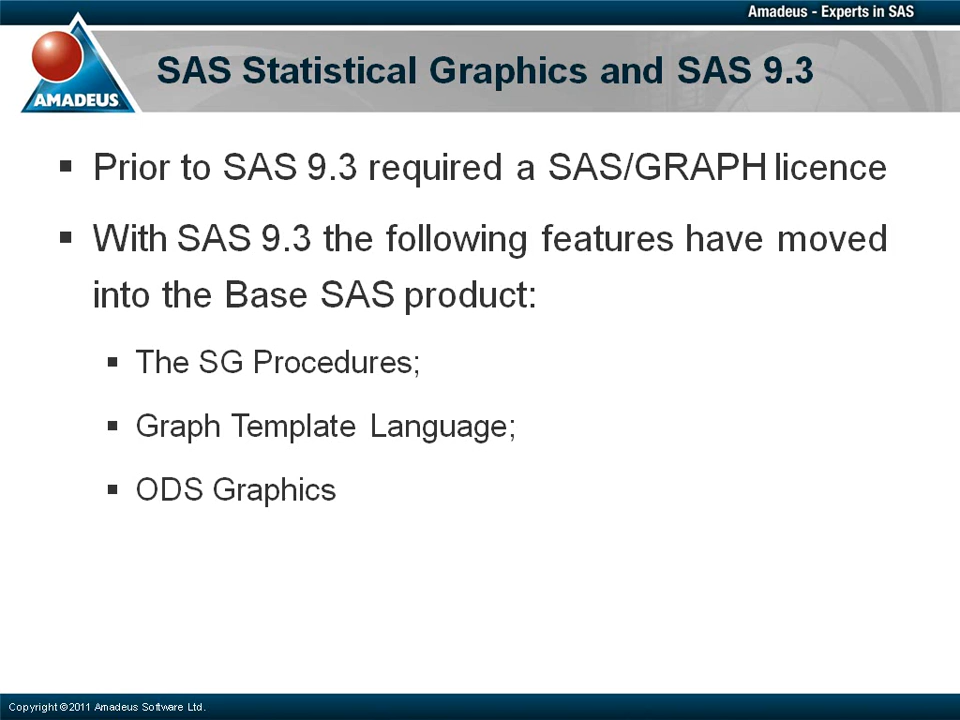 Amadeus - Experts in SAS
AMADEUS
SAS Statistical Graphics and SAS 9.3
▪ Prior to SAS 9.3 required a SAS/GRAPH licence
▪ With SAS 9.3 the following features have moved
into the Base SAS product:
▪ The SG Procedures;
▪ Graph Template Language;
▪ ODS Graphics
Copyright ©2011 Amadeus Software Ltd.